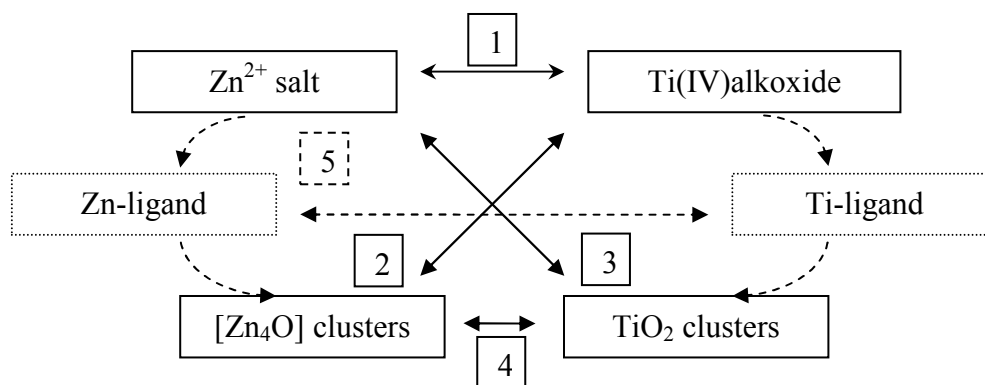 1
Zn²⁺ salt
Ti(IV)alkoxide
5
Zn-ligand
Ti-ligand
2
3
[Zn₄O] clusters
TiO₂ clusters
4